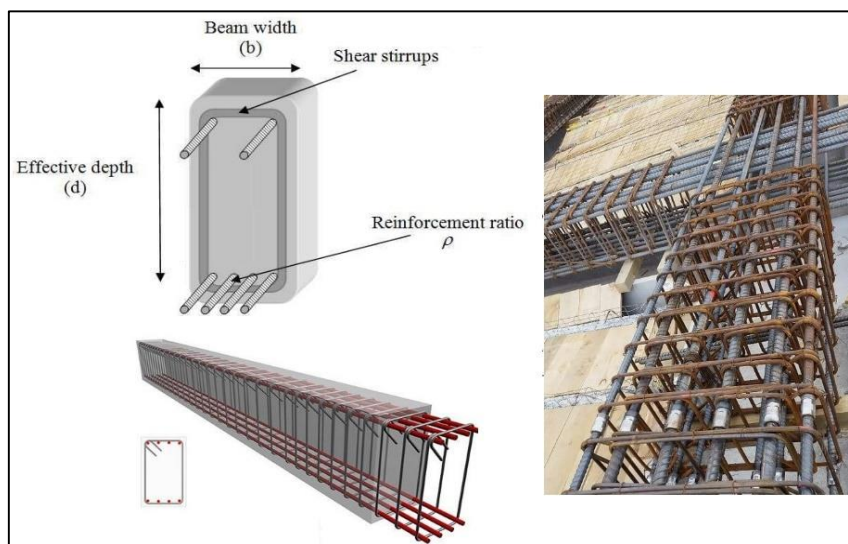 Beam width
(b)
Shear stirrups
Effective depth
(d)
Reinforcement ratio
ρ